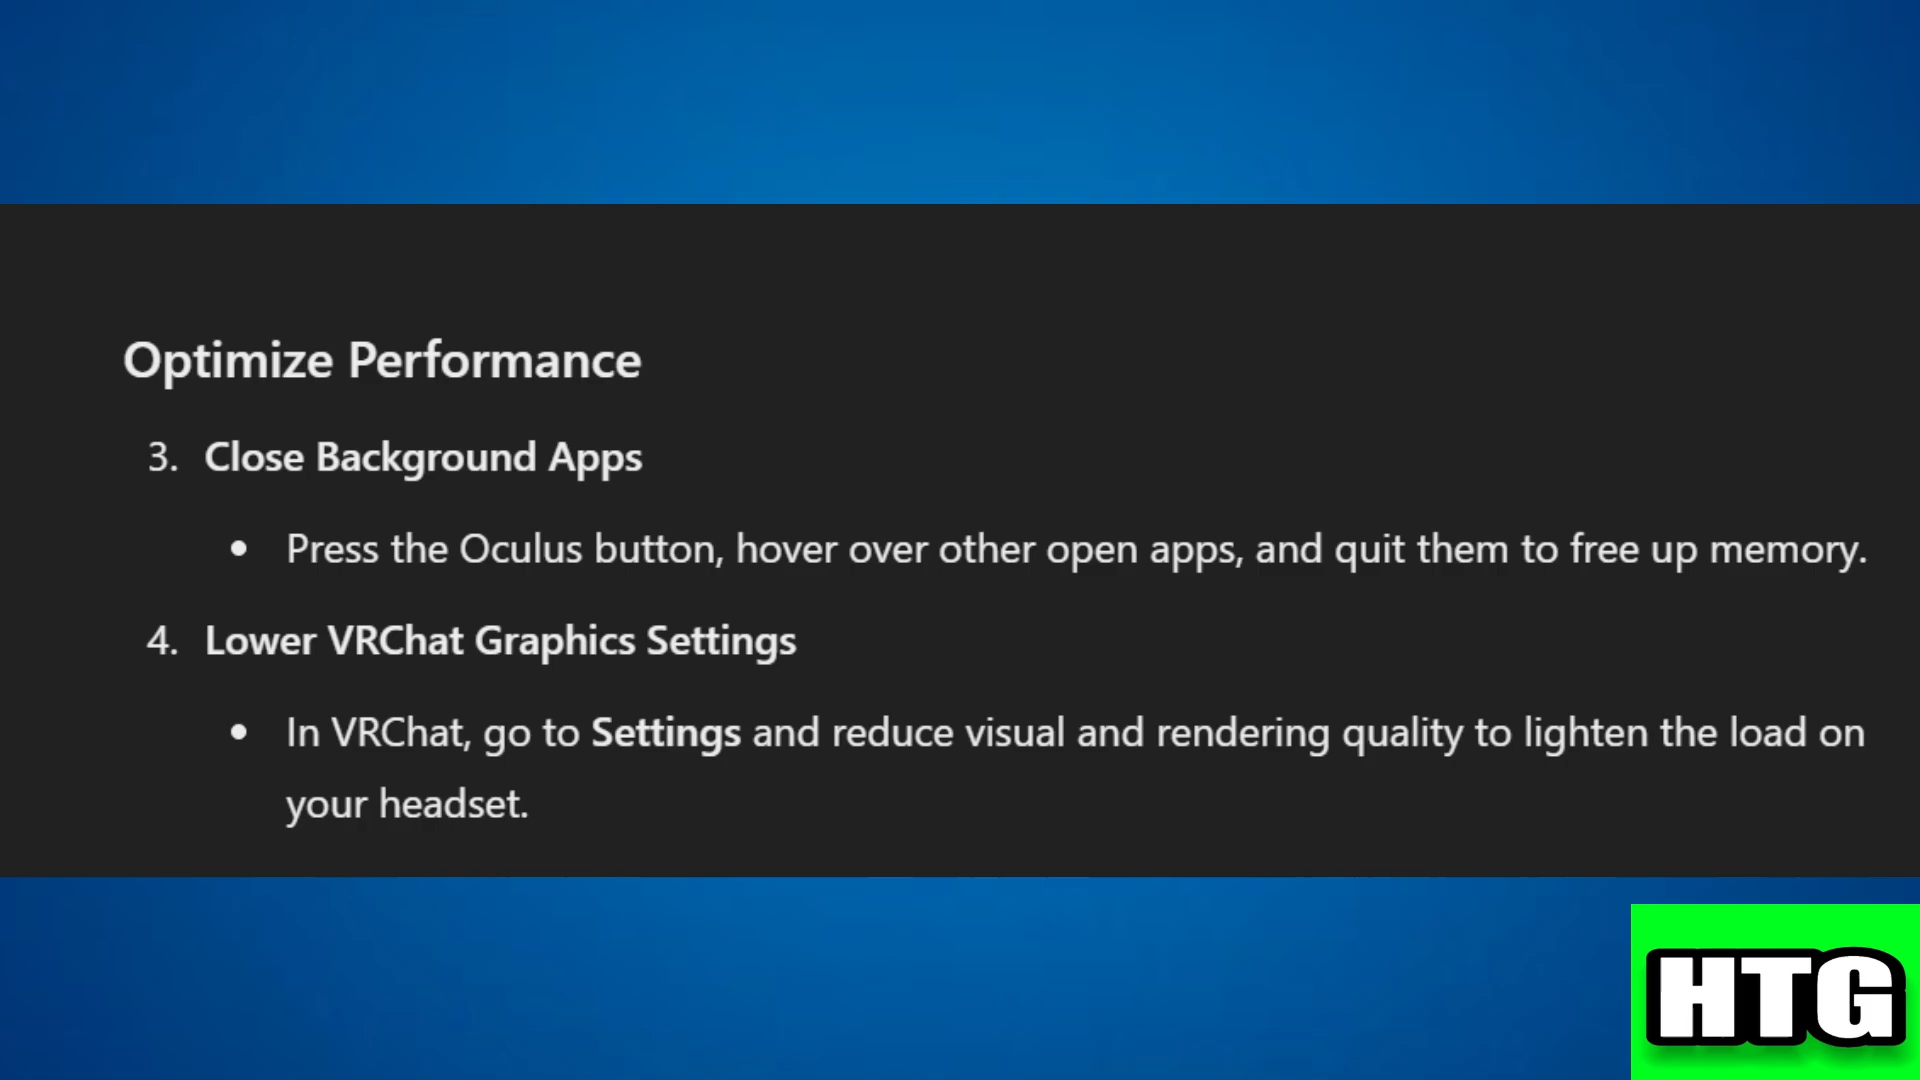 Optimize Performance
3. Close Background Apps
• Press the Oculus button, hover over other open apps, and quit them to free up memory.
4. Lower VRChat Graphics Settings
• In VRChat, go to Settings and reduce visual and rendering quality to lighten the load on
your headset.
HTG